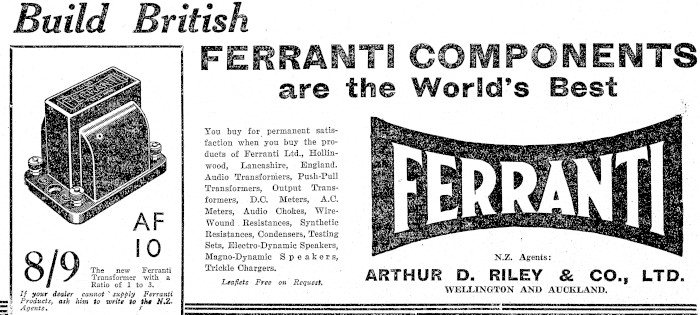 Build British
FERRANTI COMPONENTS
are the World's Best
FERRANTI
AF
10
8/9
The new Ferranti
Transformer with a
Ratio of 1 to 3.
If your dealer cannot supply Ferranti
Products, ask him to write to the N.Z.
Agents.
You buy for permanent satis-
faction when you buy the pro-
ducts of Ferranti Ltd., Hollin-
wood, Lancashire, England.
Audio Transformers, Push-Pull
Transformers, Output Trans-
formers, D.C. Meters, A.C.
Meters, Audio Chokes, Wire-
Wound Resistances, Synthetic
Resistances, Condensers, Testing
Sets, Electro-Dynamic Speakers,
Magno-Dynamic Speakers,
Trickle Chargers.
Leaflets Free on Request.
FERRANTI
N.Z. Agents:
ARTHUR D. RILEY & CO., LTD.
WELLINGTON AND AUCKLAND.